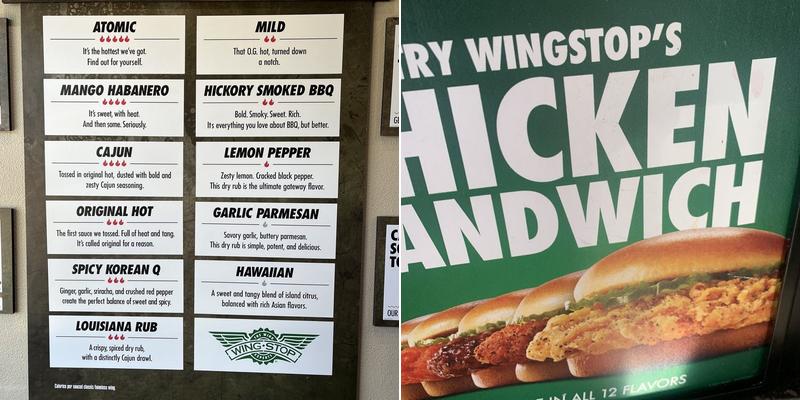 ATOMIC
It's the hottest we've got.
Find out for yourself.
MANGO HABANERO
It's sweet, with heat.
And then some. Seriously.
CAJUN
Tossed in original hot, dusted with bold and
zesty Cajun seasoning.
ORIGINAL HOT
The first sauce we tossed. Full of heat and tang.
It's called original for a reason.
SPICY KOREAN Q
Ginger, garlic, sriracha, and crushed red pepper
create the perfect balance of sweet and spicy.
LOUISIANA RUB
A crispy, spiced dry rub,
with a distinctly Cajun drawl.
MILD
That O.G. hot, turned down
a notch.
HICKORY SMOKED BBQ
Bold. Smoky. Sweet. Rich.
It's everything you love about BBQ, but better.
LEMON PEPPER
Zesty lemon. Cracked black pepper.
This dry rub is the ultimate gateway flavor.
GARLIC PARMESAN
Savory garlic, buttery parmesan.
This dry rub is simple, potent, and delicious.
HAWAIIAN
A sweet and tangy blend of island citrus,
balanced with rich Asian flavors.
WING·STOP
TRY WINGSTOP'S
HICKEN
ANDWICH
IN ALL 12 FLAVORS